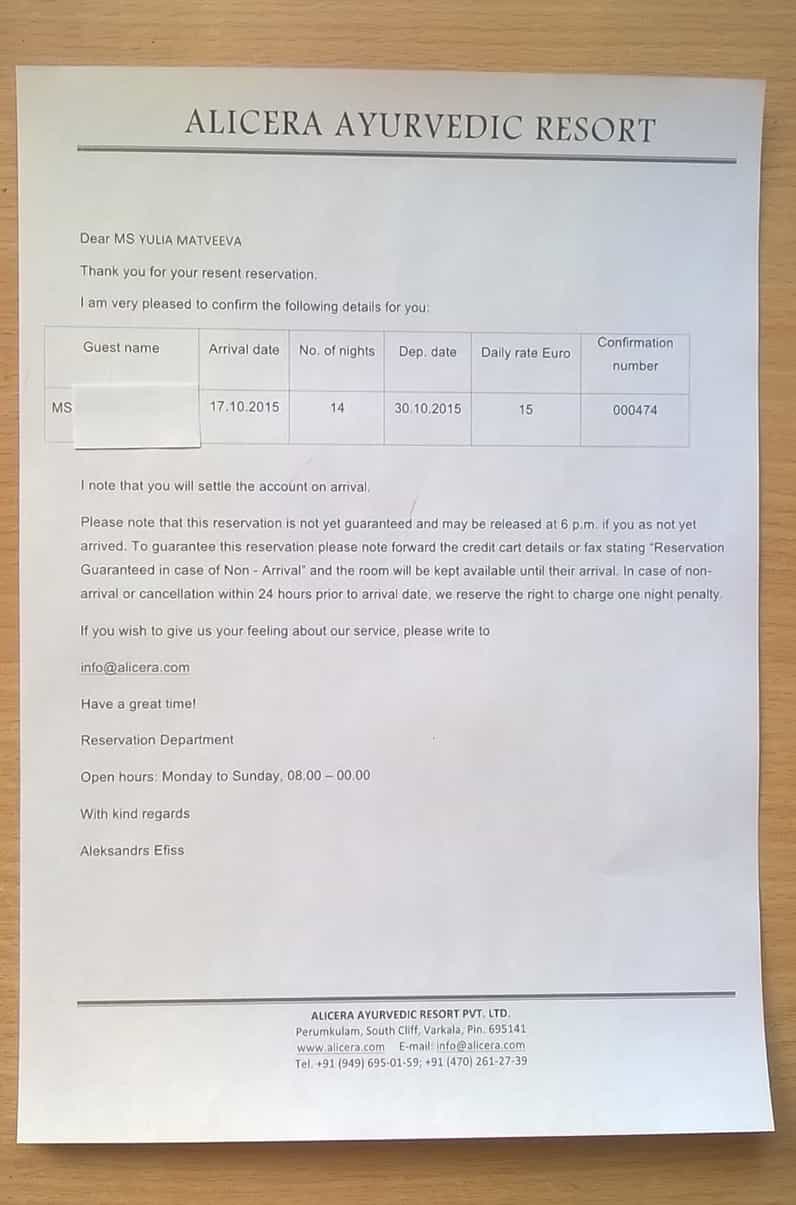 ALICERA AYURVEDIC RESORT
Dear MS YULIA MATVEEVA
Thank you for your resent reservation.
I am very pleased to confirm the following details for you:
Guest name Arrival date No. of nights Dep. date Daily rate Euro Confirmation number
MS 17.10.2015 14 30.10.2015 15 000474
I note that you will settle the account on arrival.
Please note that this reservation is not yet guaranteed and may be released at 6 p.m. if you as not yet
arrived. To guarantee this reservation please note forward the credit cart details or fax stating “Reservation
Guaranteed in case of Non - Arrival” and the room will be kept available until their arrival. In case of non-
arrival or cancellation within 24 hours prior to arrival date, we reserve the right to charge one night penalty.
If you wish to give us your feeling about our service, please write to
info@alicera.com
Have a great time!
Reservation Department
Open hours: Monday to Sunday, 08.00 – 00.00
With kind regards
Aleksandrs Efiss
ALICERA AYURVEDIC RESORT PVT. LTD.
Perumkulam, South Cliff, Varkala, Pin. 695141
www.alicera.com E-mail: info@alicera.com
Tel. +91 (949) 695-01-59; +91 (470) 261-27-39